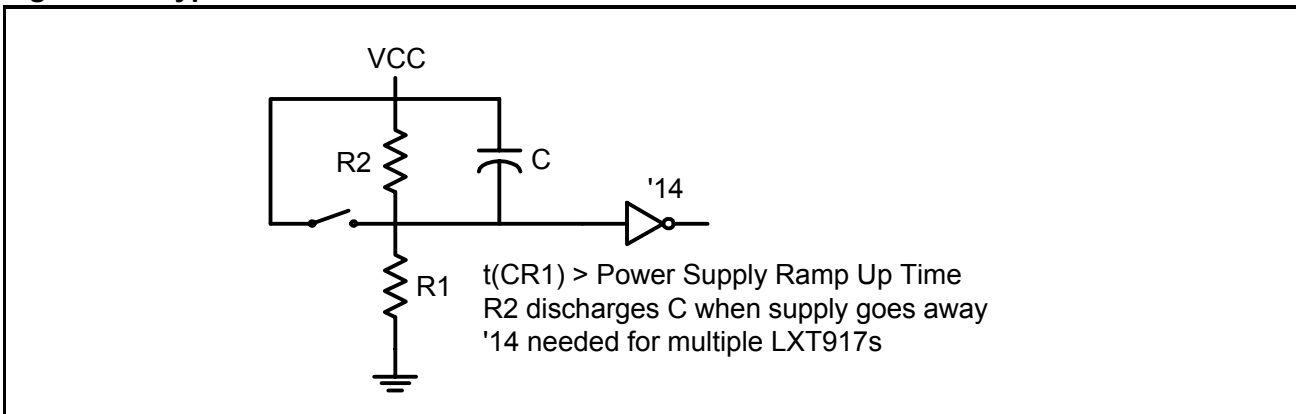 VCC
R2
C
'14
R1
t(CR1) > Power Supply Ramp Up Time
R2 discharges C when supply goes away
'14 needed for multiple LXT917s